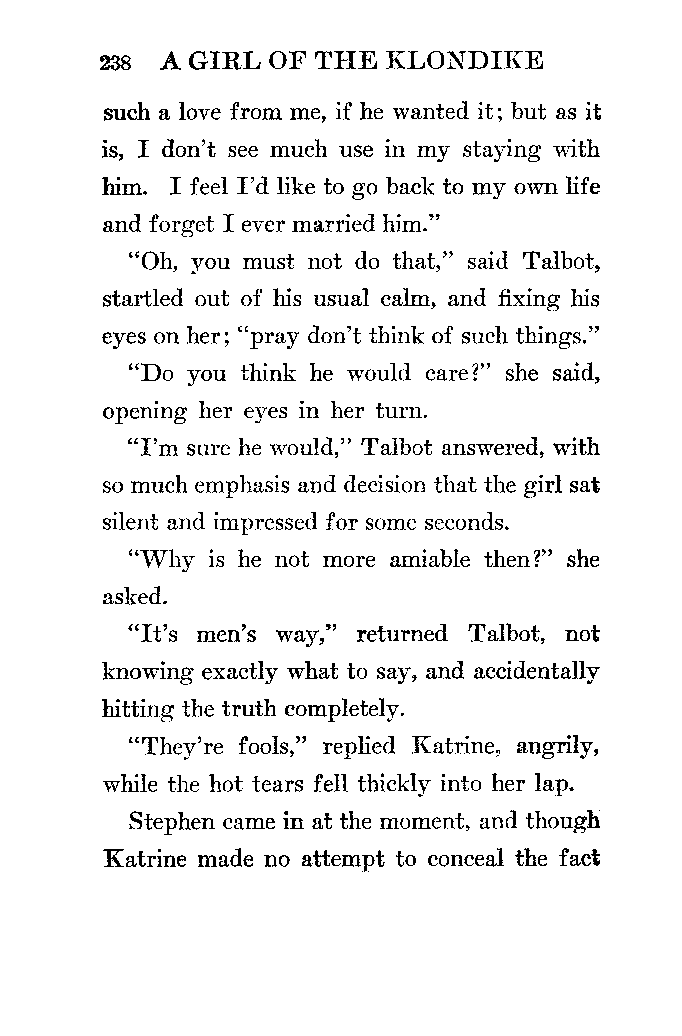 238 A GIRL OF THE KLONDIKE
such a love from me, if he wanted it; but as it
is, I don't see much use in my staying with
him. I feel I'd like to go back to my own life
and forget I ever married him."
"Oh, you must not do that," said Talbot,
startled out of his usual calm, and fixing his
eyes on her; "pray don't think of such things."
"Do you think he would care?" she said,
opening her eyes in her turn.
"I'm sure he would," Talbot answered, with
so much emphasis and decision that the girl sat
silent and impressed for some seconds.
"Why is he not more amiable then?" she
asked.
"It's men's way," returned Talbot, not
knowing exactly what to say, and accidentally
hitting the truth completely.
"They're fools," replied Katrine, angrily,
while the hot tears fell thickly into her lap.
Stephen came in at the moment, and though
Katrine made no attempt to conceal the fact